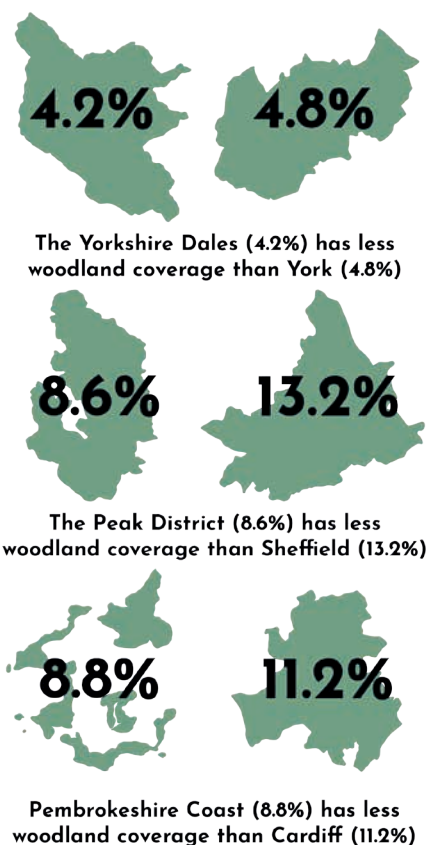 4.2%
4.8%
The Yorkshire Dales (4.2%) has less
woodland coverage than York (4.8%)
8.6%
13.2%
The Peak District (8.6%) has less
woodland coverage than Sheffield (13.2%)
8.8%
11.2%
Pembrokeshire Coast (8.8%) has less
woodland coverage than Cardiff (11.2%)